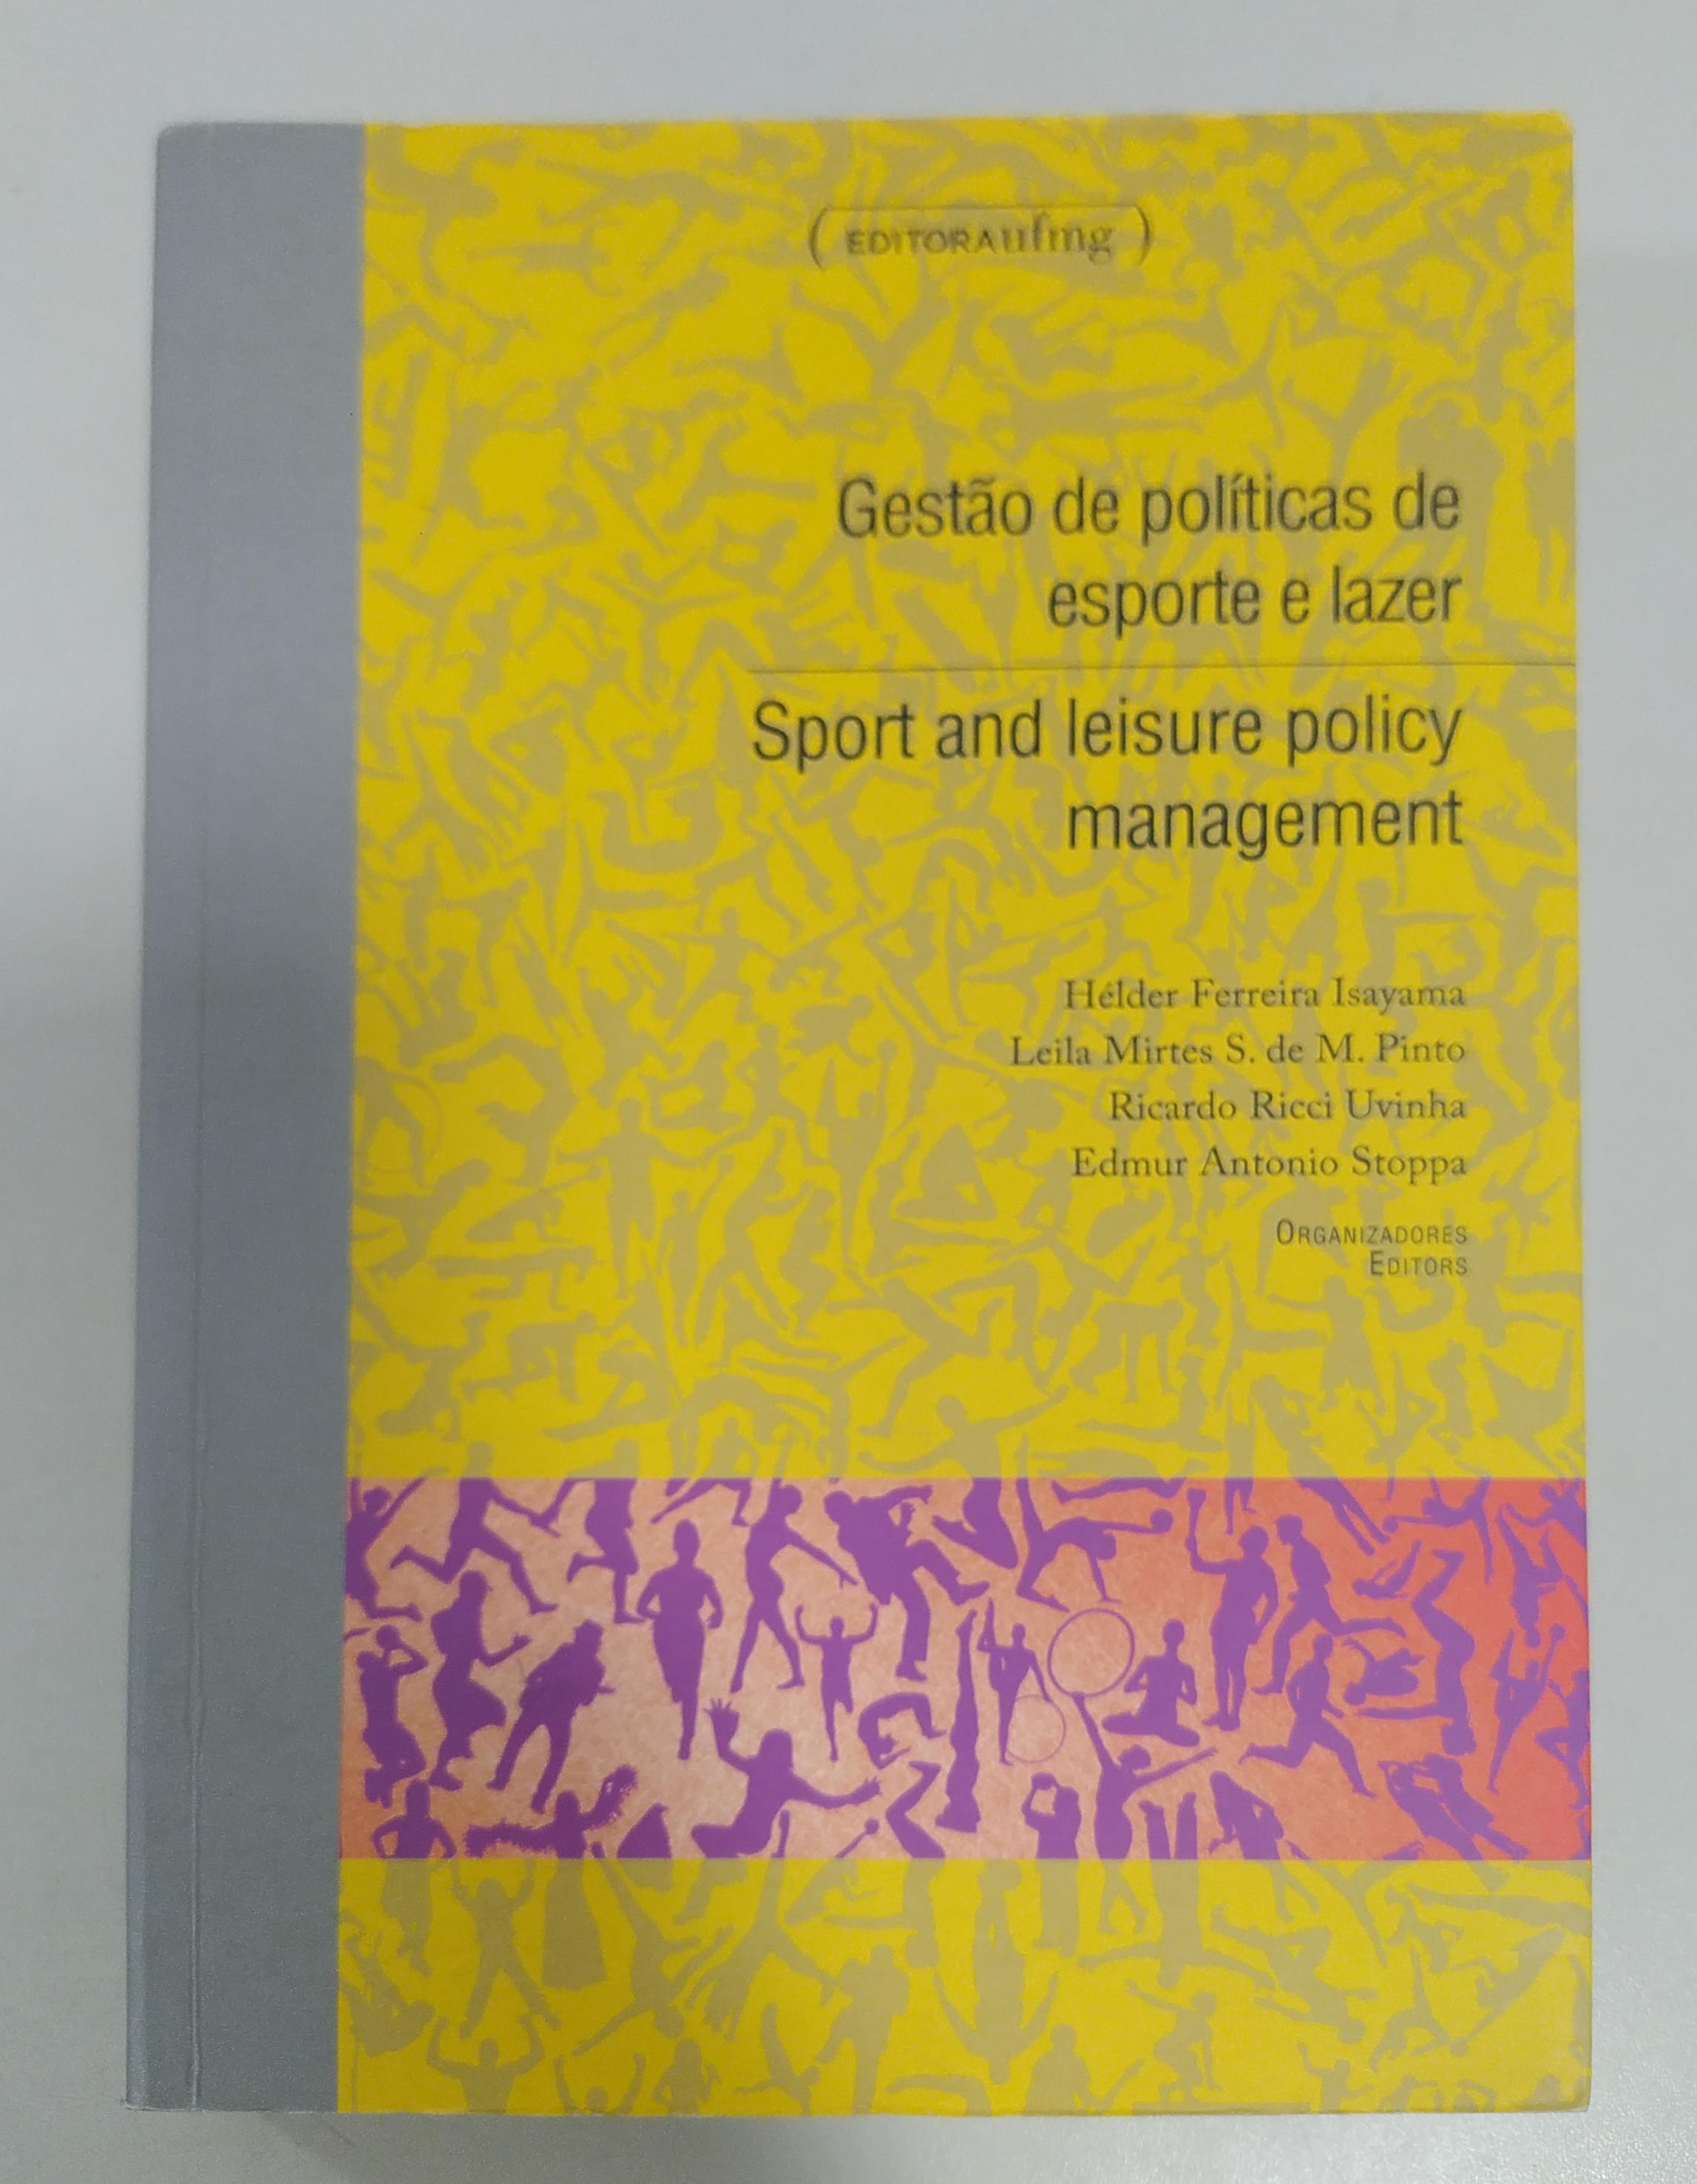 ( EDITORAufmg )
Gestão de políticas de
esporte e lazer
Sport and leisure policy
management
Hélder Ferreira Isayama
Leila Mirtes S. de M. Pinto
Ricardo Ricci Uvinha
Edmur Antonio Stoppa
ORGANIZADORES
EDITORS